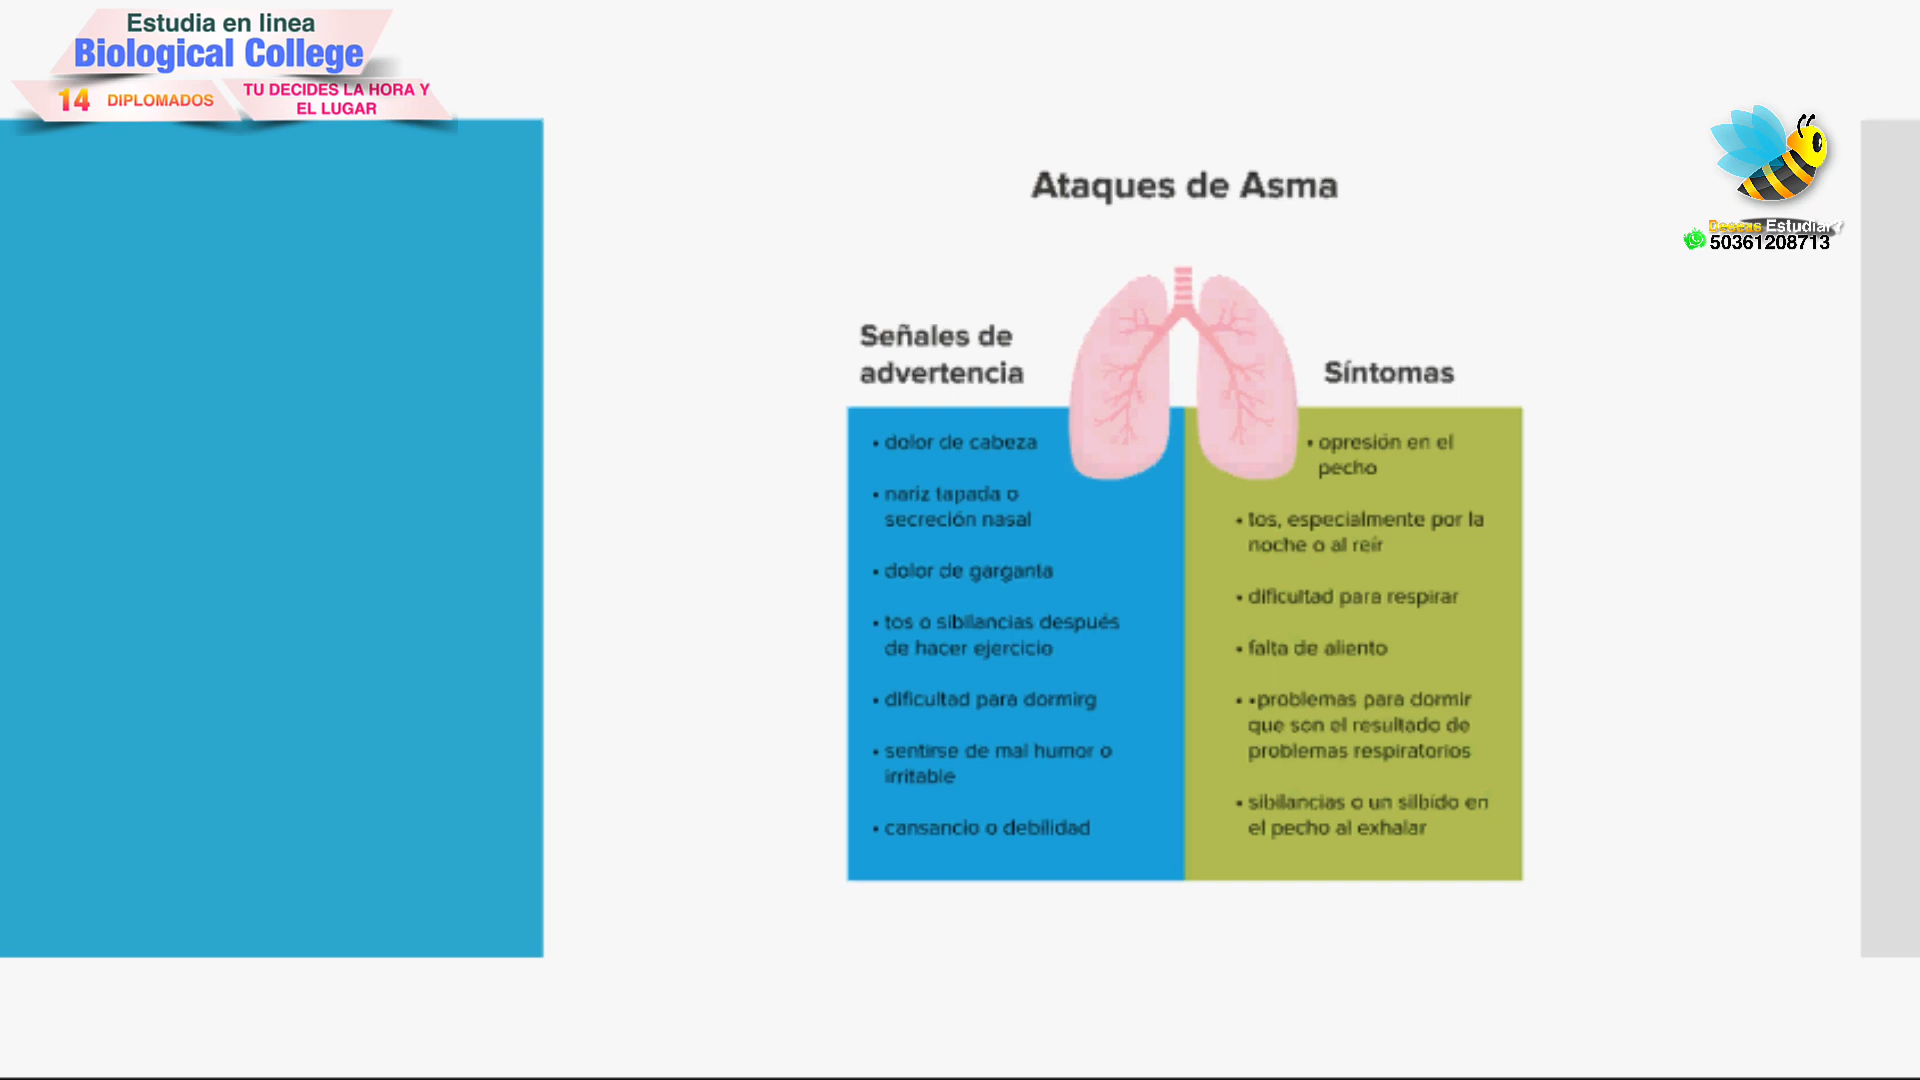 Estudia en linea
Biological College
14 DIPLOMADOS
TU DECIDES LA HORA Y
EL LUGAR
Deseas Estudiar?
50361208713
Ataques de Asma
Señales de
advertencia
• dolor de cabeza
• nariz tapada o
secreción nasal
• dolor de garganta
• tos o sibilancias después
de hacer ejercicio
• dificultad para dormirg
• sentirse de mal humor o
irritable
• cansancio o debilidad
Síntomas
• opresión en el
pecho
• tos, especialmente por la
noche o al reír
• dificultad para respirar
• falta de aliento
• •problemas para dormir
que son el resultado de
problemas respiratorios
• sibilancias o un silbido en
el pecho al exhalar